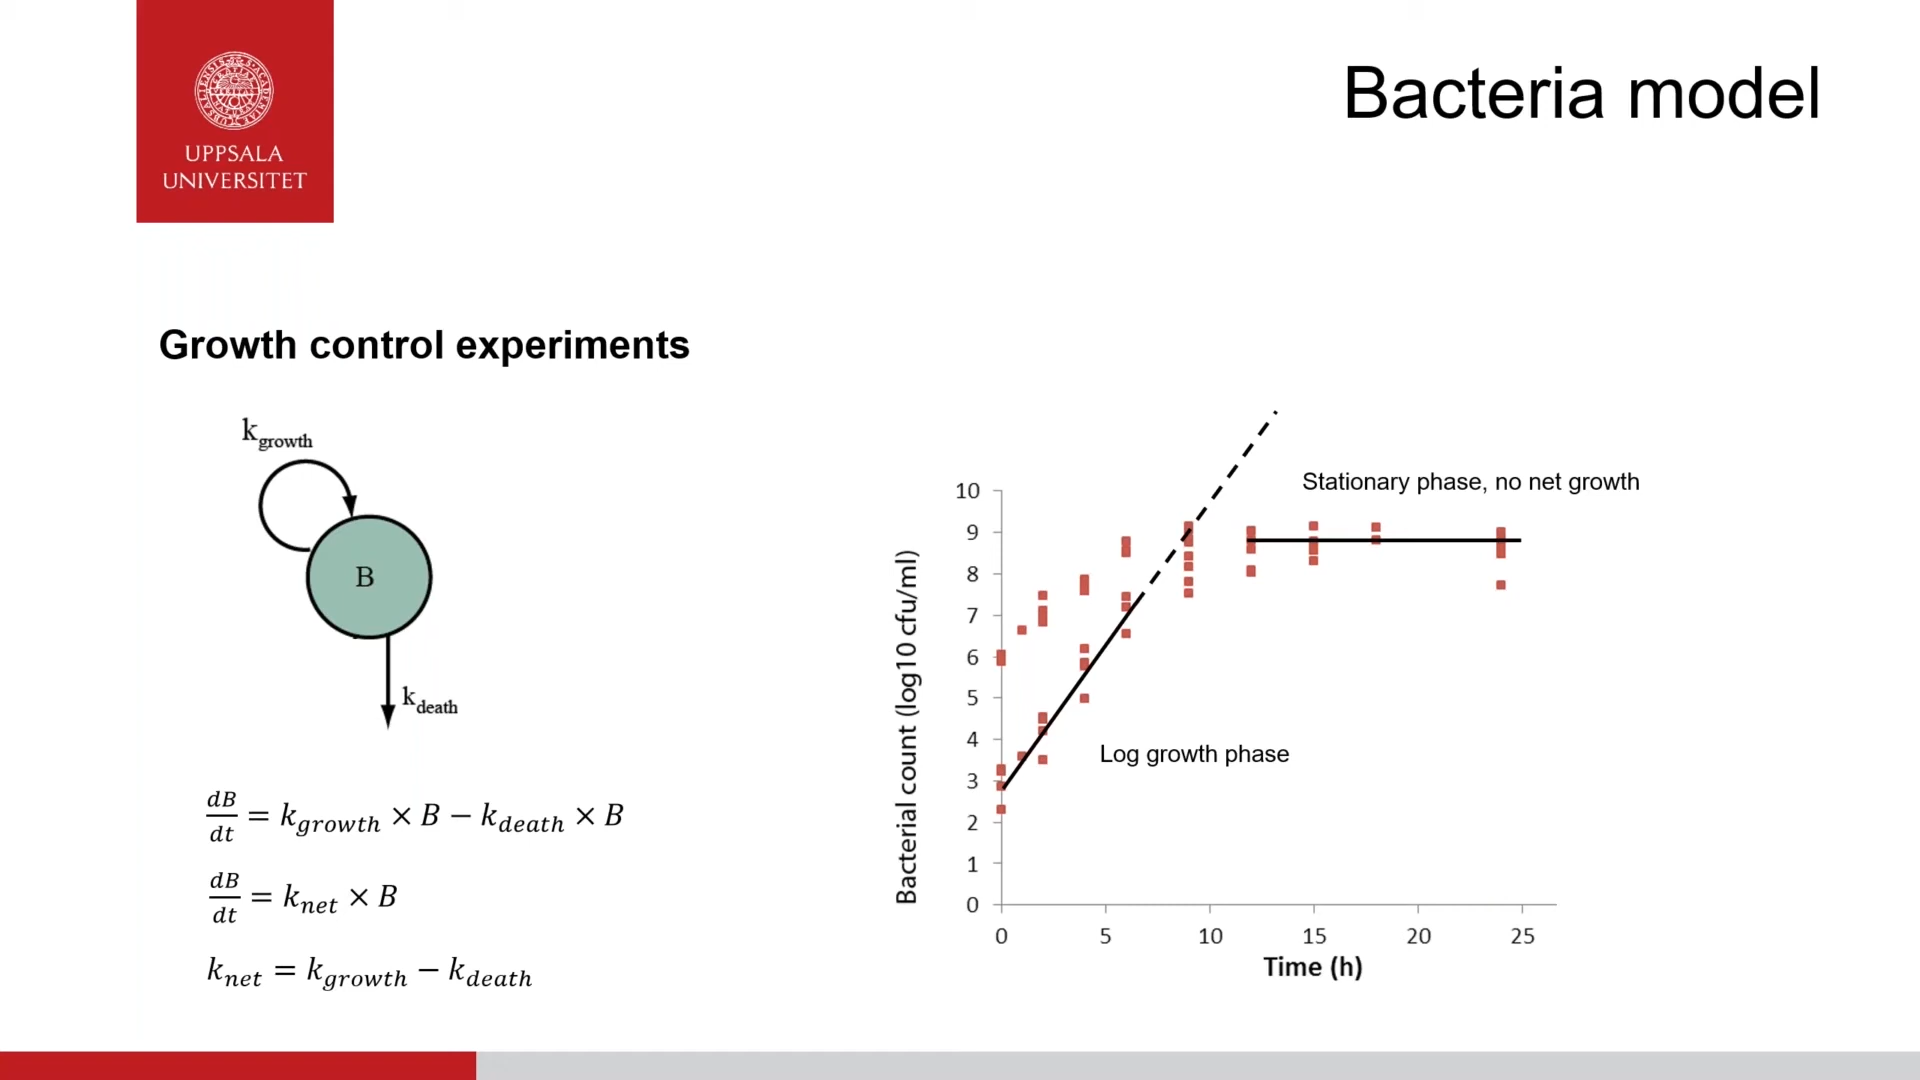 UPPSALA
UNIVERSITET
Bacteria model
Growth control experiments
k_growth
B
k_death
dB/dt = k_growth × B − k_death × B
dB/dt = k_net × B
k_net = k_growth − k_death
Stationary phase, no net growth
Log growth phase
Bacterial count (log10 cfu/ml)
10
9
8
7
6
5
4
3
2
1
0
0 5 10 15 20 25
Time (h)